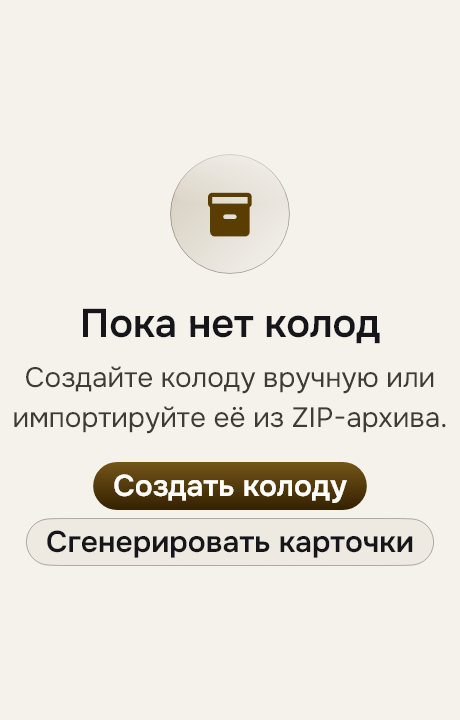 Пока нет колод
Создайте колоду вручную или
импортируйте её из ZIP-архива.
Создать колоду
Сгенерировать карточки